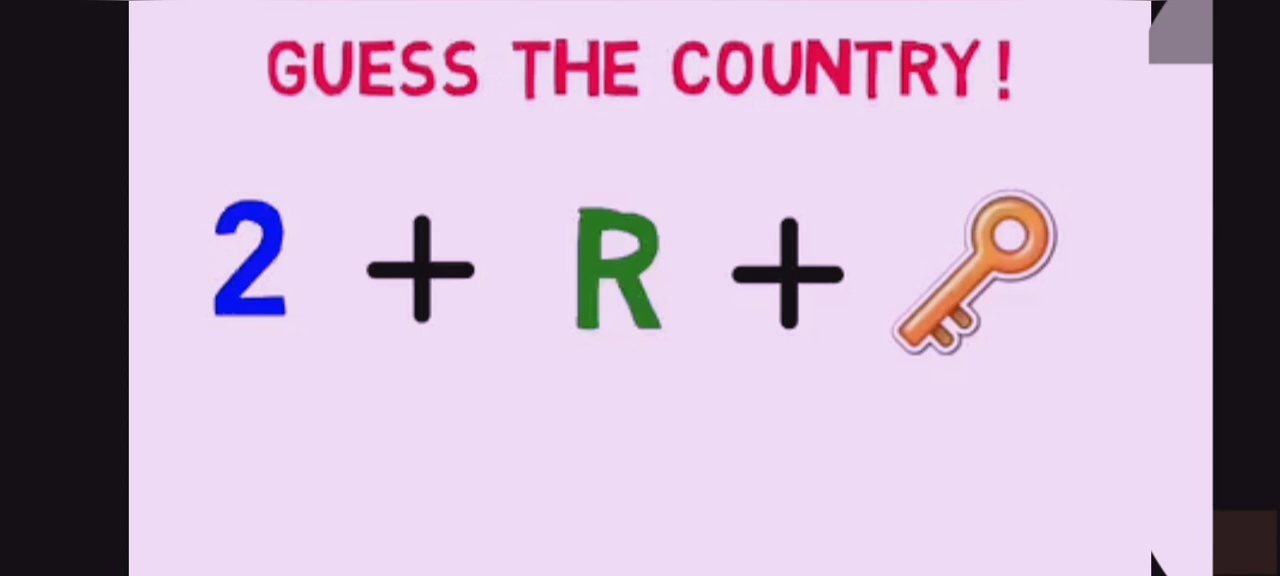 GUESS THE COUNTRY!
2 + R +